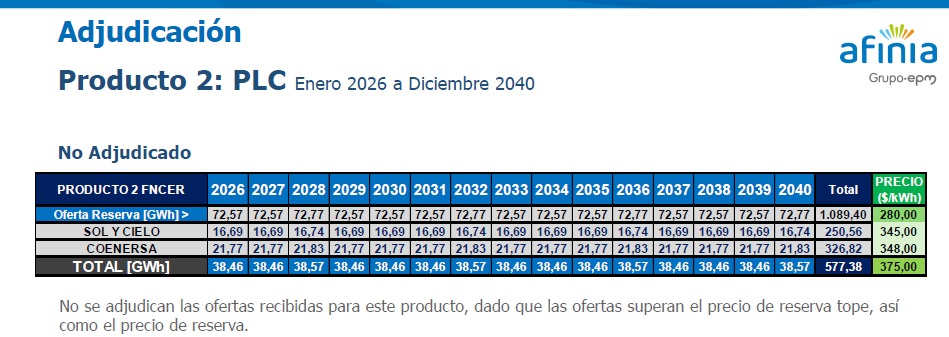 Adjudicación
afinia
Grupo·epm
Producto 2: PLC Enero 2026 a Diciembre 2040
No Adjudicado
PRODUCTO 2 FNCER 2026 2027 2028 2029 2030 2031 2032 2033 2034 2035 2036 2037 2038 2039 2040 Total PRECIO ($/kWh)
Oferta Reserva [GWh] > 72,57 72,57 72,77 72,57 72,57 72,57 72,77 72,57 72,57 72,57 72,77 72,57 72,57 72,57 72,77 1.089,40 280,00
SOL Y CIELO 16,69 16,69 16,74 16,69 16,69 16,69 16,74 16,69 16,69 16,69 16,74 16,69 16,69 16,69 16,74 250,56 345,00
COENERSA 21,77 21,77 21,83 21,77 21,77 21,77 21,83 21,77 21,77 21,77 21,83 21,77 21,77 21,77 21,83 326,82 348,00
TOTAL [GWh] 38,46 38,46 38,57 38,46 38,46 38,46 38,57 38,46 38,46 38,46 38,57 38,46 38,46 38,46 38,57 577,38 375,00
No se adjudican las ofertas recibidas para este producto, dado que las ofertas superan el precio de reserva tope, así
como el precio de reserva.